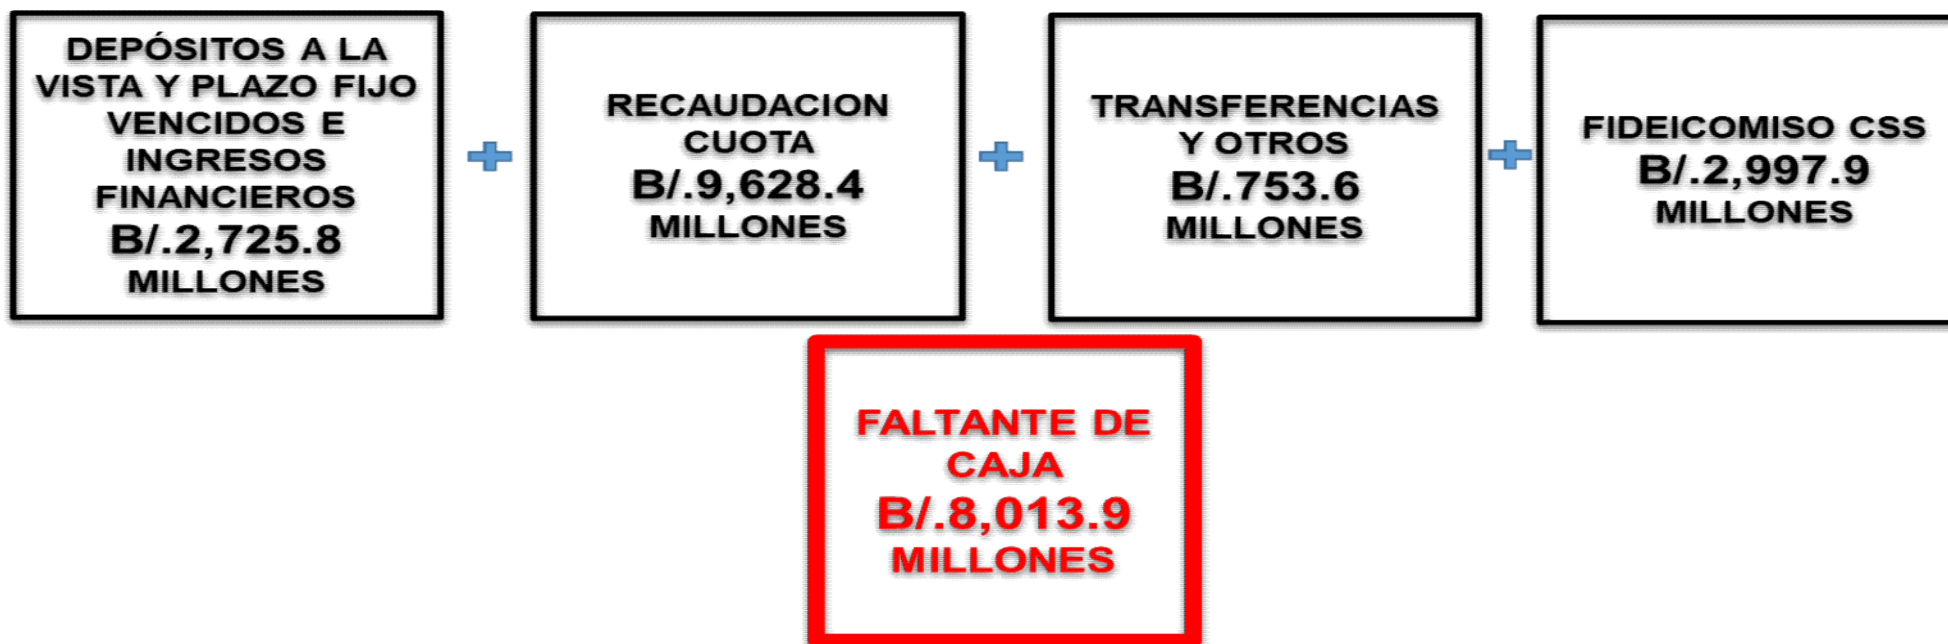 DEPÓSITOS A LA
VISTA Y PLAZO FIJO
VENCIDOS E
INGRESOS
FINANCIEROS
B/.2,725.8
MILLONES
RECAUDACION
CUOTA
B/.9,628.4
MILLONES
TRANSFERENCIAS
Y OTROS
B/.753.6
MILLONES
FIDEICOMISO CSS
B/.2,997.9
MILLONES
FALTANTE DE
CAJA
B/.8,013.9
MILLONES